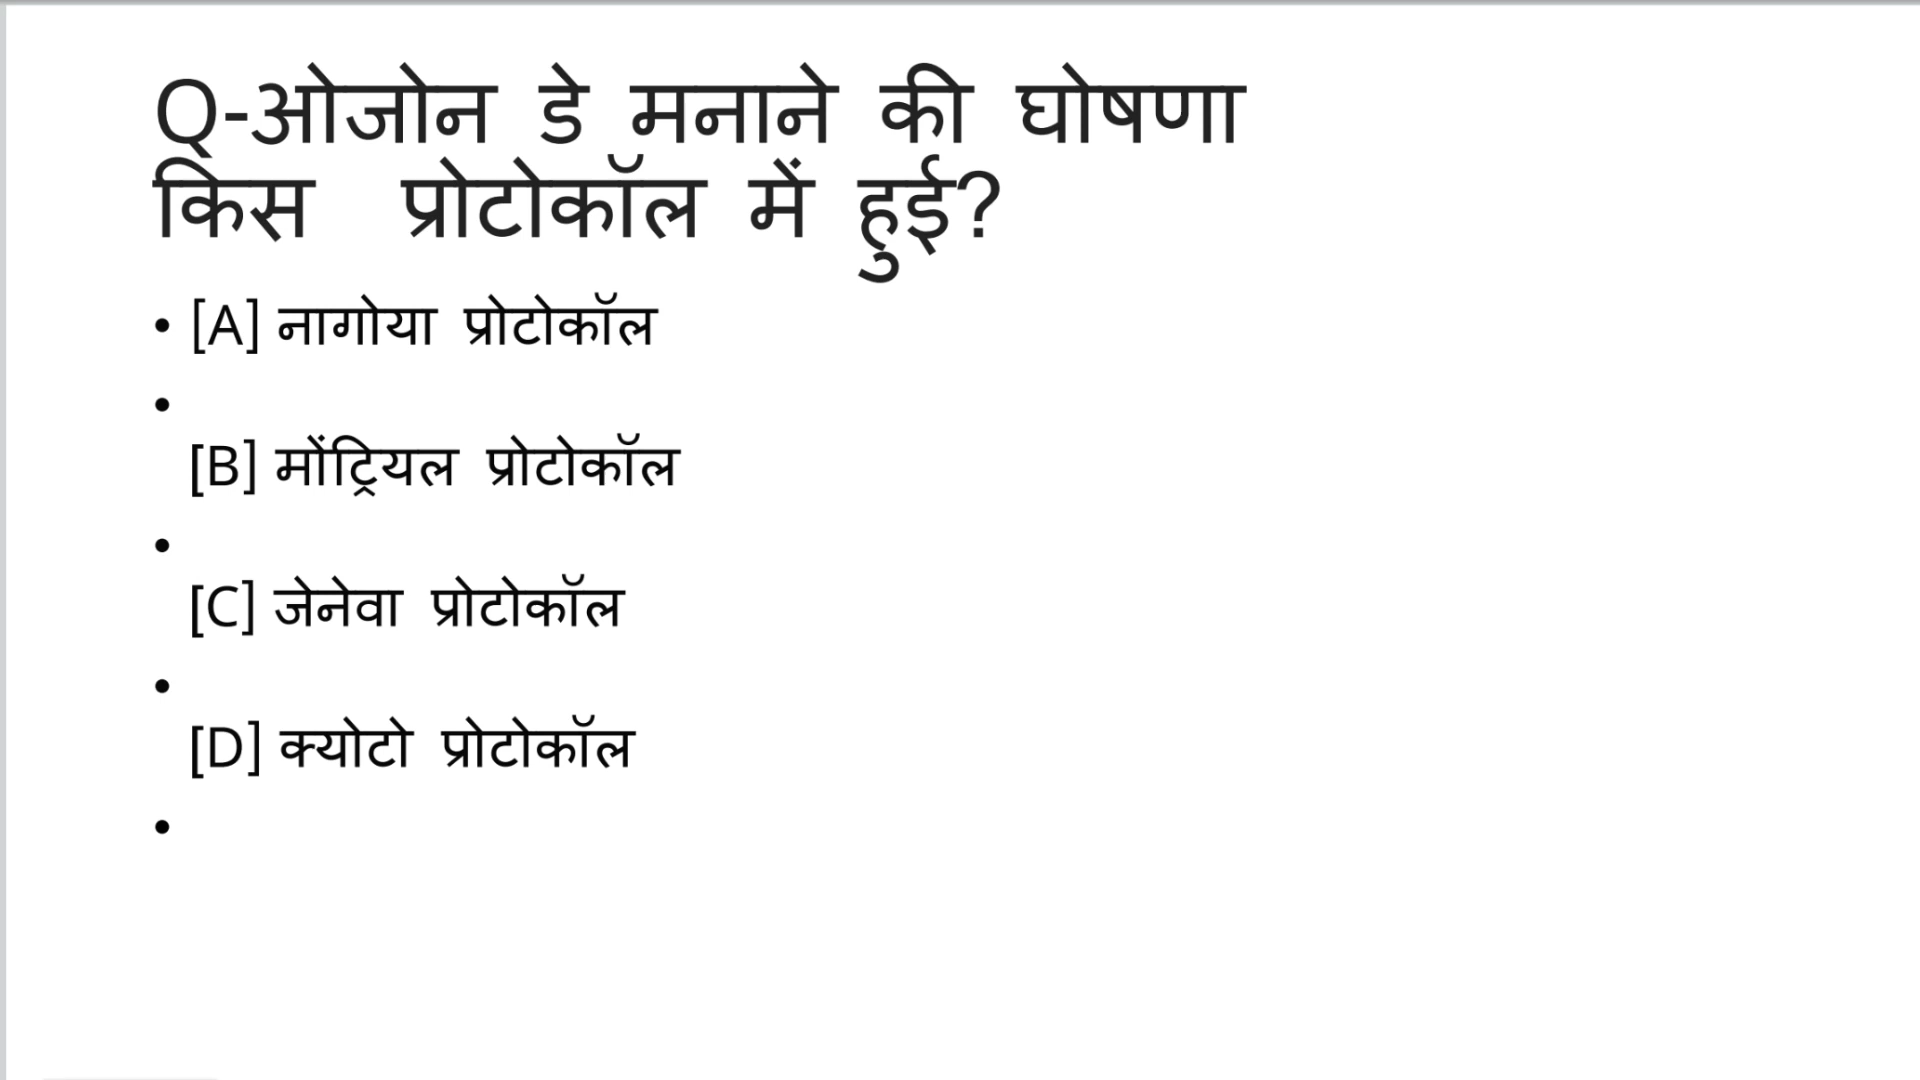 Q-ओजोन डे मनाने की घोषणा
किस प्रोटोकॉल में हुई?
• [A] नागोया प्रोटोकॉल
•
[B] मोंट्रियल प्रोटोकॉल
•
[C] जेनेवा प्रोटोकॉल
•
[D] क्योटो प्रोटोकॉल
•